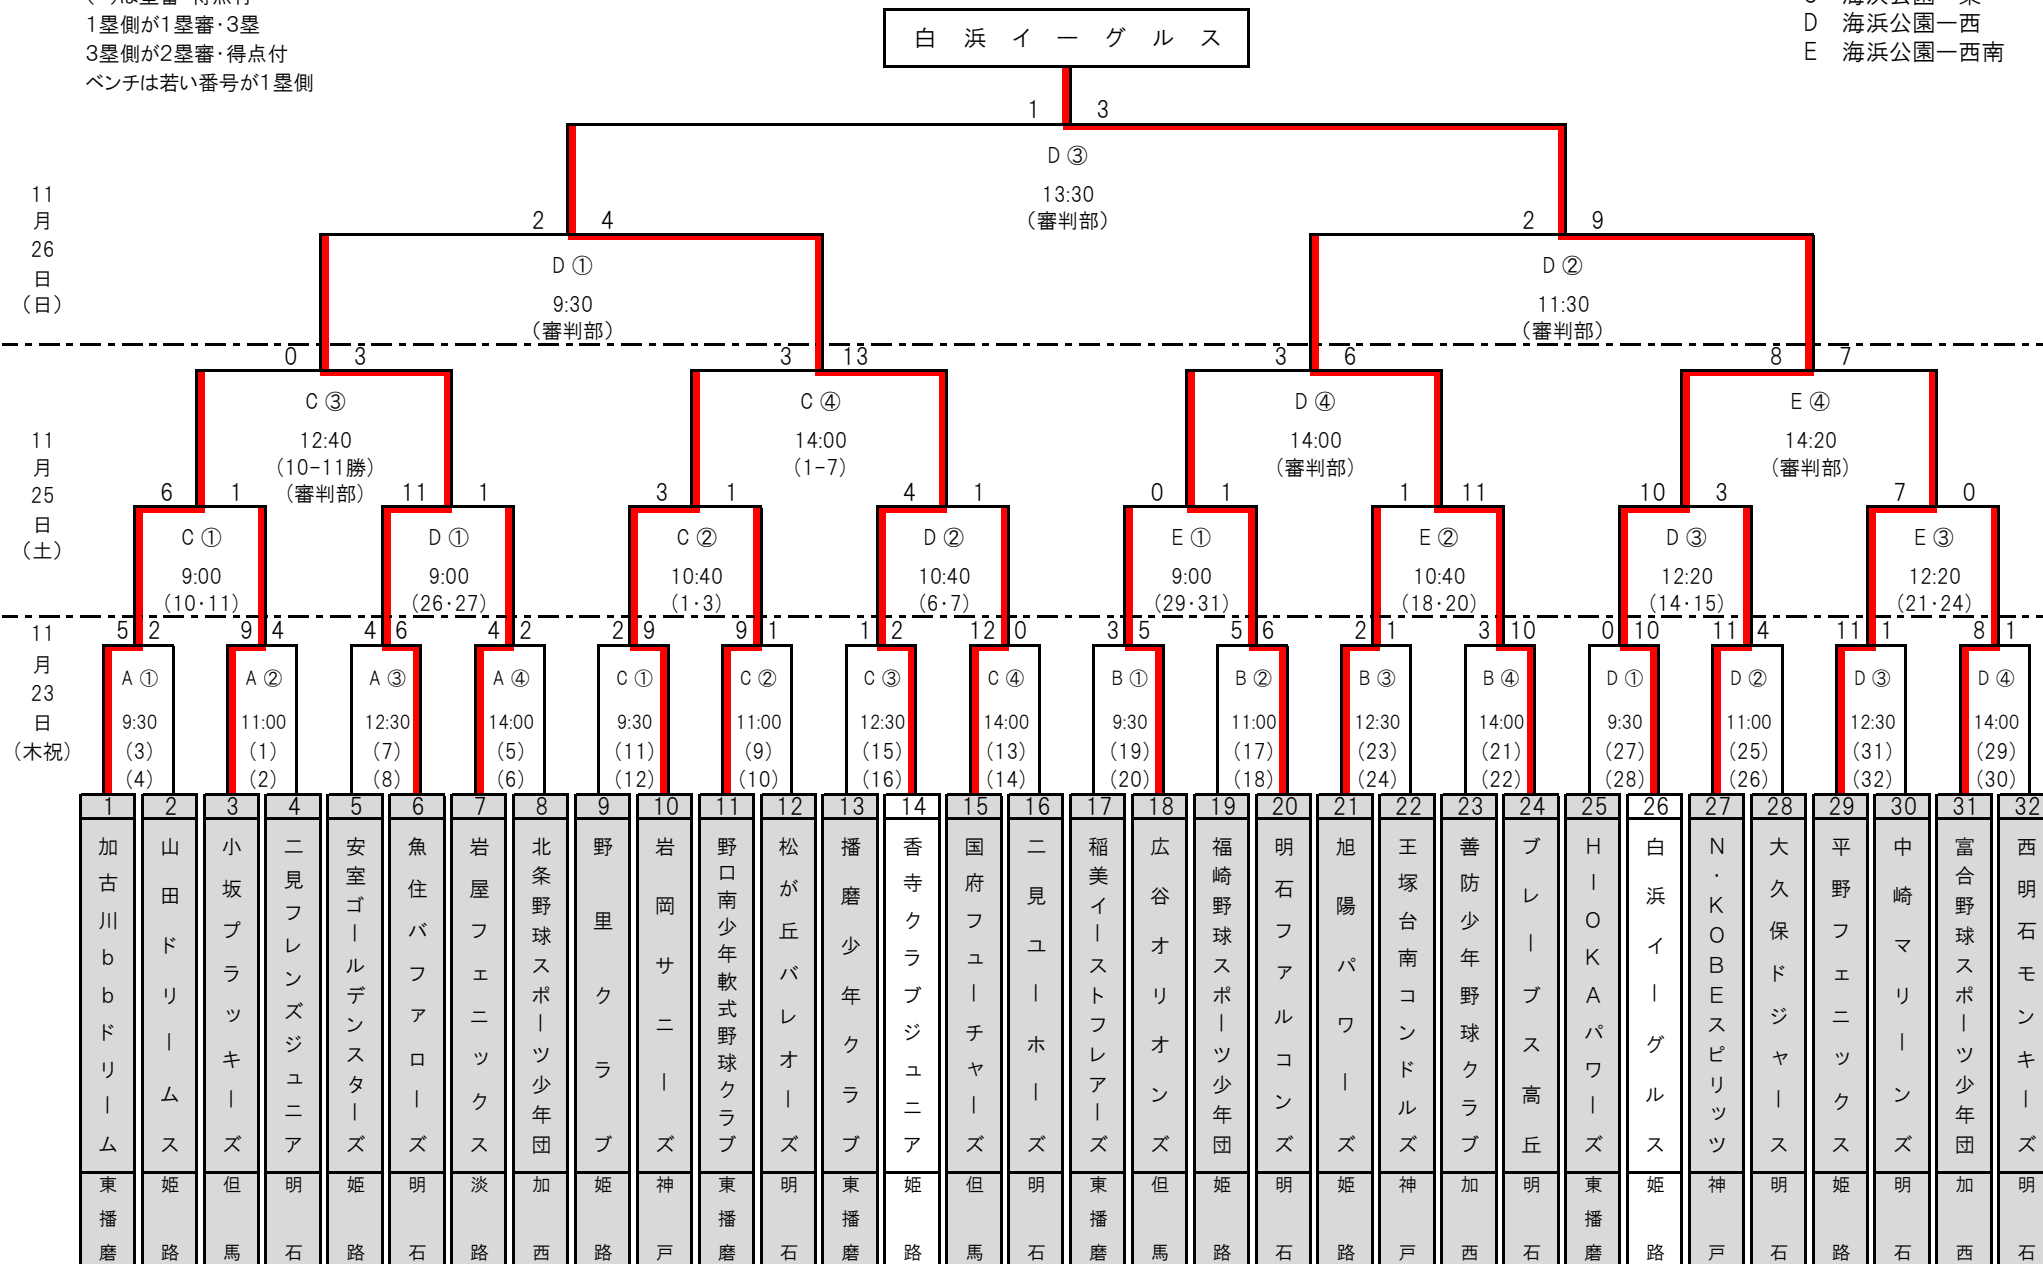 1塁側が1塁審・3塁
3塁側が2塁審・得点付
ベンチは若い番号が1塁側
D 海浜公園ー西
E 海浜公園ー西南
白浜イーグルス
1 3
D③
13:30
(審判部)
11月26日(日)
2 4
D①
9:30
(審判部)
2 9
D②
11:30
(審判部)
11月25日(土)
0 3
C③
12:40
(10-11勝)
(審判部)
3 13
C④
14:00
(1-7)
3 6
D④
14:00
(審判部)
8 7
E④
14:20
(審判部)
6 1
C①
9:00
(10・11)
11 1
D①
9:00
(26・27)
3 1
C②
10:40
(1・3)
4 1
D②
10:40
(6・7)
0 1
E①
9:00
(29・31)
1 11
E②
10:40
(18・20)
10 3
D③
12:20
(14・15)
7 0
E③
12:20
(21・24)
11月23日(木祝)
5 2
A①
9:30
(3)
(4)
9 4
A②
11:00
(1)
(2)
4 6
A③
12:30
(7)
(8)
4 2
A④
14:00
(5)
(6)
2 9
C①
9:30
(11)
(12)
9 1
C②
11:00
(9)
(10)
1 2
C③
12:30
(15)
(16)
12 0
C④
14:00
(13)
(14)
3 5
B①
9:30
(19)
(20)
5 6
B②
11:00
(17)
(18)
2 1
B③
12:30
(23)
(24)
3 10
B④
14:00
(21)
(22)
0 10
D①
9:30
(27)
(28)
11 4
D②
11:00
(25)
(26)
11 1
D③
12:30
(31)
(32)
8 1
D④
14:00
(29)
(30)
1 加古川bbドリーム 東播磨
2 山田ドリームス 姫路
3 小坂プラッキーズ 但馬
4 二見フレンズジュニア 明石
5 安室ゴールデンスターズ 姫路
6 魚住バファローズ 明石
7 岩屋フェニックス 淡路
8 北条野球スポーツ少年団 加西
9 野里クラブ 姫路
10 岩岡サニーズ 神戸
11 野口南少年軟式野球クラブ 東播磨
12 松が丘バレオーズ 明石
13 播磨少年クラブ 東播磨
14 香寺クラブジュニア 姫路
15 国府フューチャーズ 但馬
16 二見ユーホーズ 明石
17 稲美イーストフレアーズ 東播磨
18 広谷オリオンズ 但馬
19 福崎野球スポーツ少年団 姫路
20 明石ファルコンズ 明石
21 旭陽パワーズ 姫路
22 王塚台南コンドルズ 神戸
23 善防少年野球クラブ 加西
24 ブレーブス高丘 明石
25 HIOKAパワーズ 東播磨
26 白浜イーグルス 姫路
27 N・KOBEスピリッツ 神戸
28 大久保ドジャース 明石
29 平野フェニックス 姫路
30 中崎マリーンズ 明石
31 富合野球スポーツ少年団 加西
32 西明石モンキーズ 明石